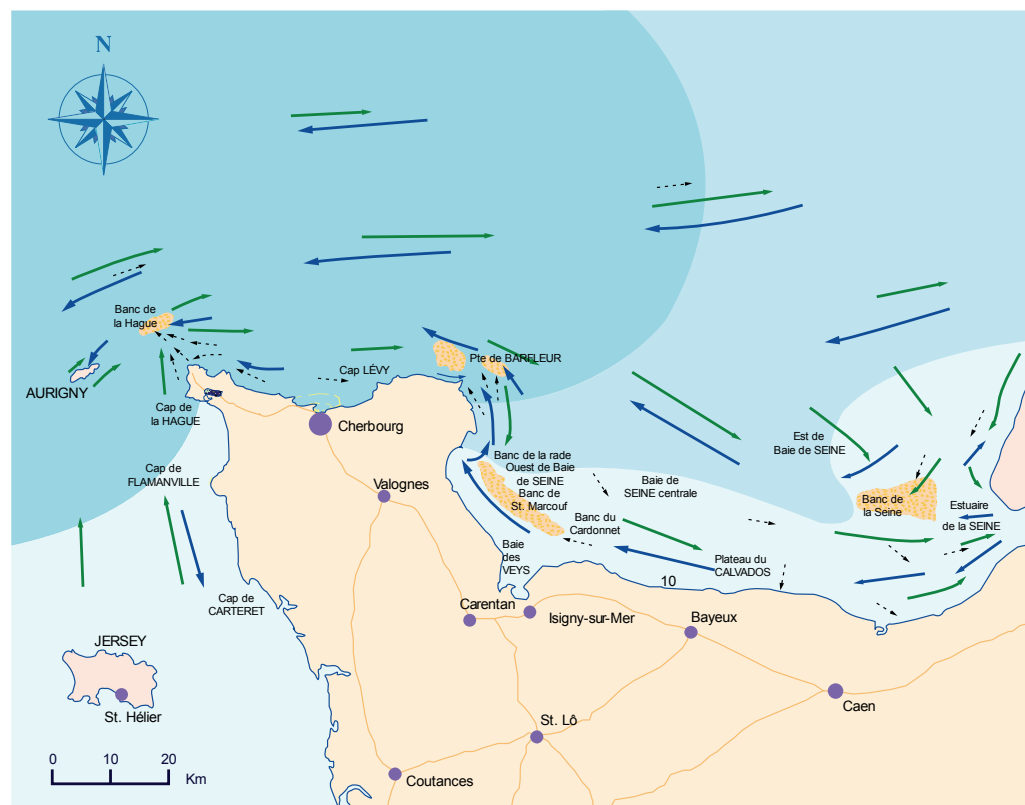 N
Banc de
la Hague
AURIGNY
Cap de
la HAGUE
Cap LÉVY
Pte de BARFLEUR
Cherbourg
Cap de
FLAMANVILLE
Valognes
Banc de la rade
Ouest de Baie
de SEINE
Banc de
St. Marcouf
Baie de
SEINE centrale
Est de
Baie de SEINE
Banc de
la Seine
Estuaire
de la SEINE
Banc du
Cardonnet
Baie
des
VEYS
Plateau du
CALVADOS
10
Cap de
CARTERET
Carentan
Isigny-sur-Mer
Bayeux
JERSEY
St. Hélier
St. Lô
Caen
Coutances
0 10 20
Km